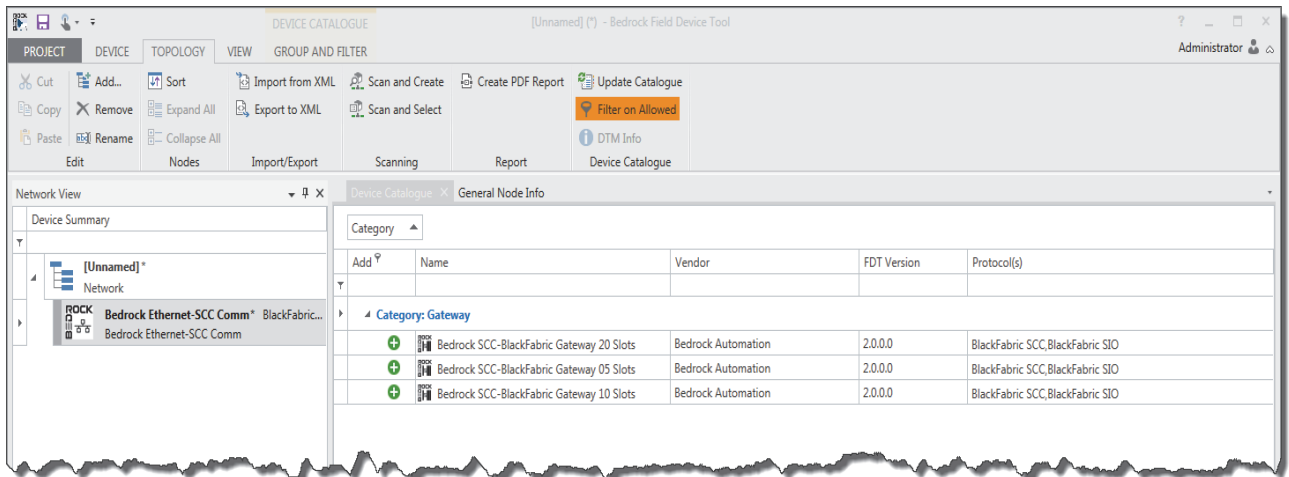 DEVICE CATALOGUE
[Unnamed] (*) - Bedrock Field Device Tool
PROJECT DEVICE TOPOLOGY VIEW GROUP AND FILTER Administrator
Cut Add... Sort Import from XML Scan and Create Create PDF Report Update Catalogue
Copy Remove Expand All Export to XML Scan and Select Filter on Allowed
Paste Rename Collapse All DTM Info
Edit Nodes Import/Export Scanning Report Device Catalogue
Network View
Device Summary
[Unnamed]*
Network
Bedrock Ethernet-SCC Comm* BlackFabric...
Bedrock Ethernet-SCC Comm
Device Catalogue General Node Info
Category
Add Name Vendor FDT Version Protocol(s)
Category: Gateway
Bedrock SCC-BlackFabric Gateway 20 Slots Bedrock Automation 2.0.0.0 BlackFabric SCC,BlackFabric SIO
Bedrock SCC-BlackFabric Gateway 05 Slots Bedrock Automation 2.0.0.0 BlackFabric SCC,BlackFabric SIO
Bedrock SCC-BlackFabric Gateway 10 Slots Bedrock Automation 2.0.0.0 BlackFabric SCC,BlackFabric SIO